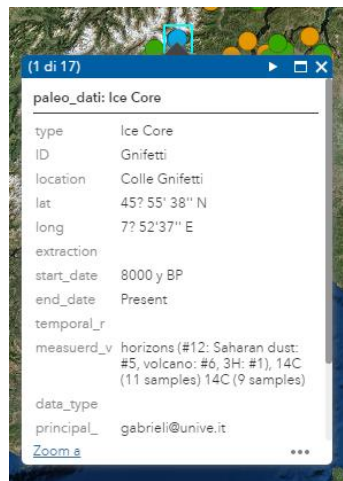 (1 di 17)
paleo_dati: Ice Core
type Ice Core
ID Gnifetti
location Colle Gnifetti
lat 45? 55' 38'' N
long 7? 52'37'' E
extraction
start_date 8000 y BP
end_date Present
temporal_r
measuerd_v horizons (#12: Saharan dust:
#5, volcano: #6, 3H: #1), 14C
(11 samples) 14C (9 samples)
data_type
principal_ gabrieli@unive.it
Zoom a